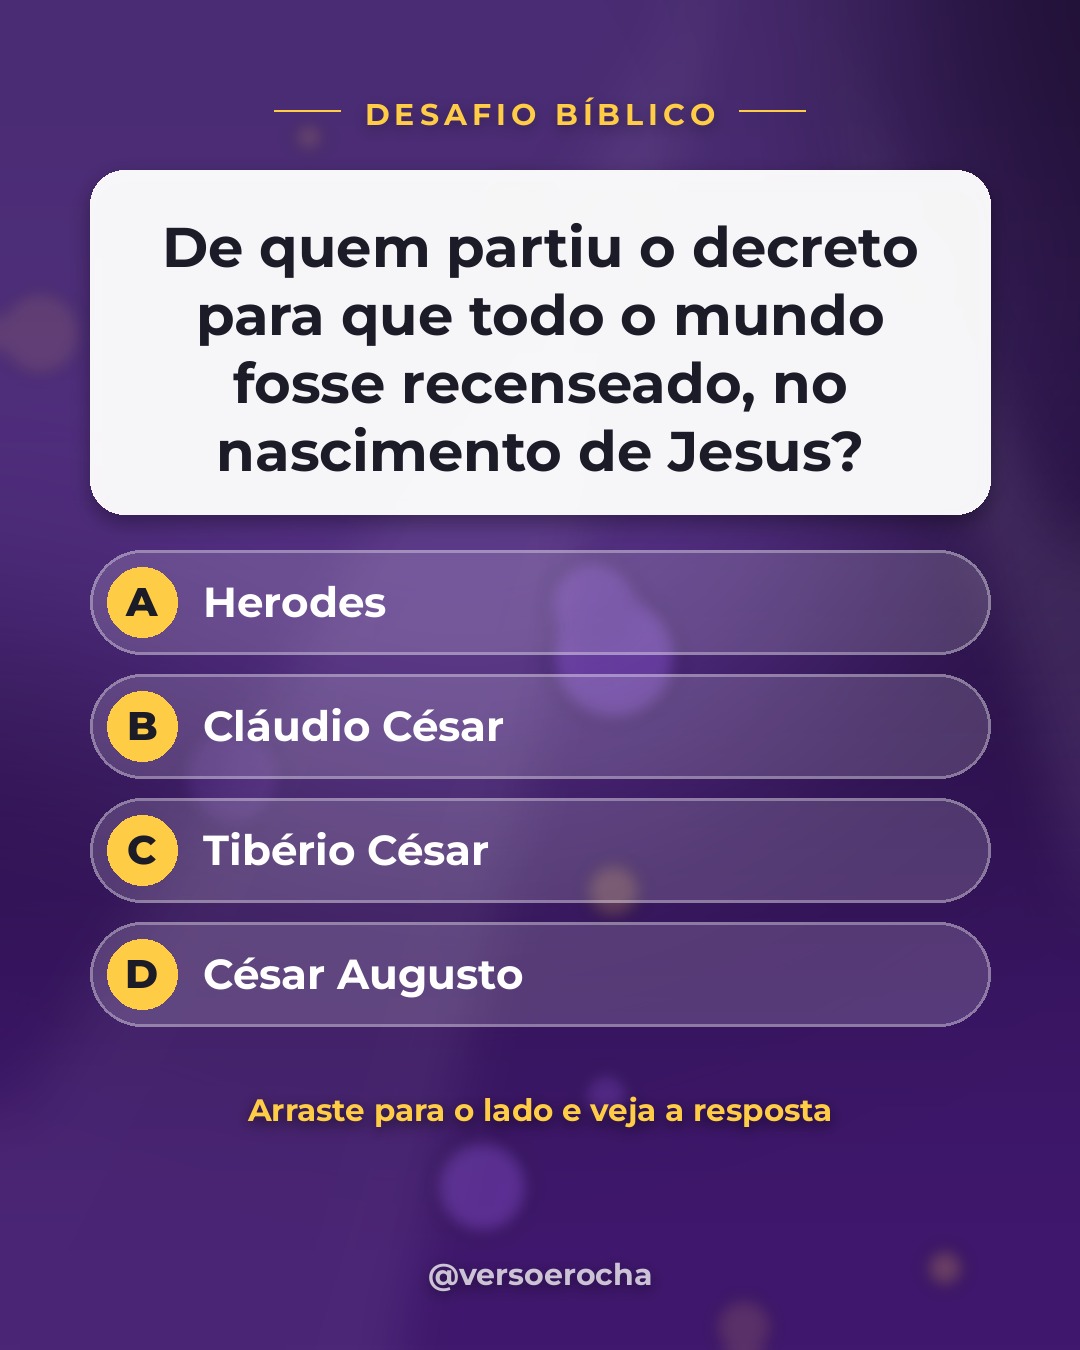 DESAFIO BÍBLICO
De quem partiu o decreto
para que todo o mundo
fosse recenseado, no
nascimento de Jesus?
A Herodes
B Cláudio César
C Tibério César
D César Augusto
Arraste para o lado e veja a resposta
@versoerocha